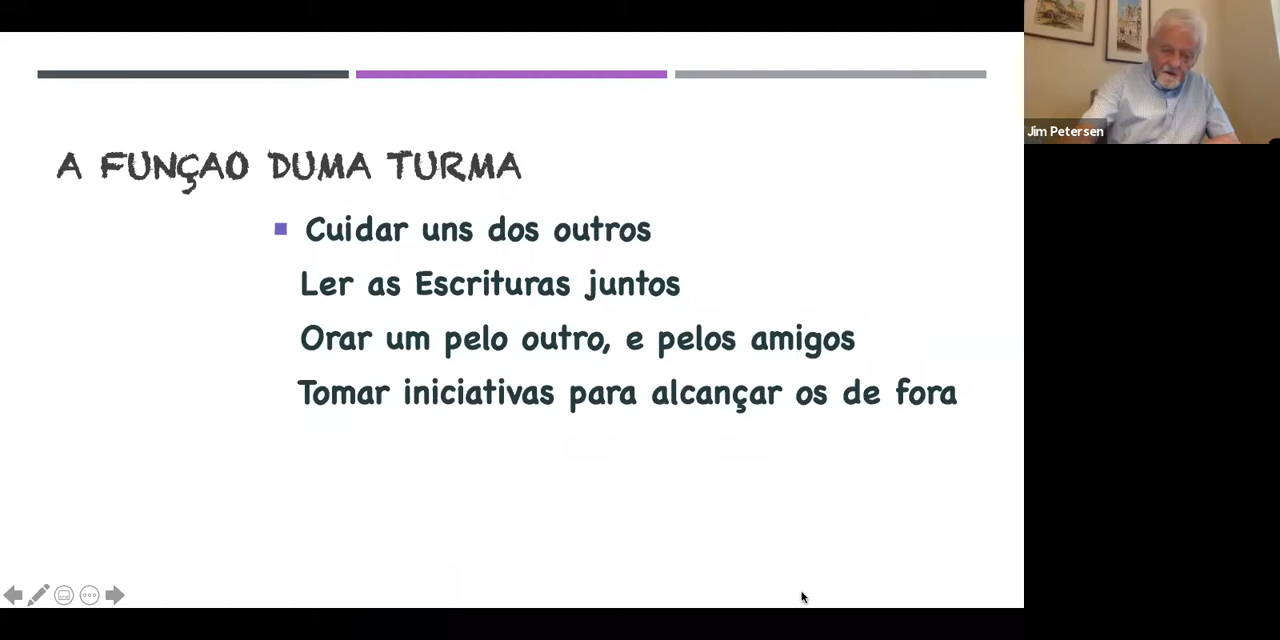 A FUNÇAO DUMA TURMA
Cuidar uns dos outros
Ler as Escrituras juntos
Orar um pelo outro, e pelos amigos
Tomar iniciativas para alcançar os de fora
Jim Petersen